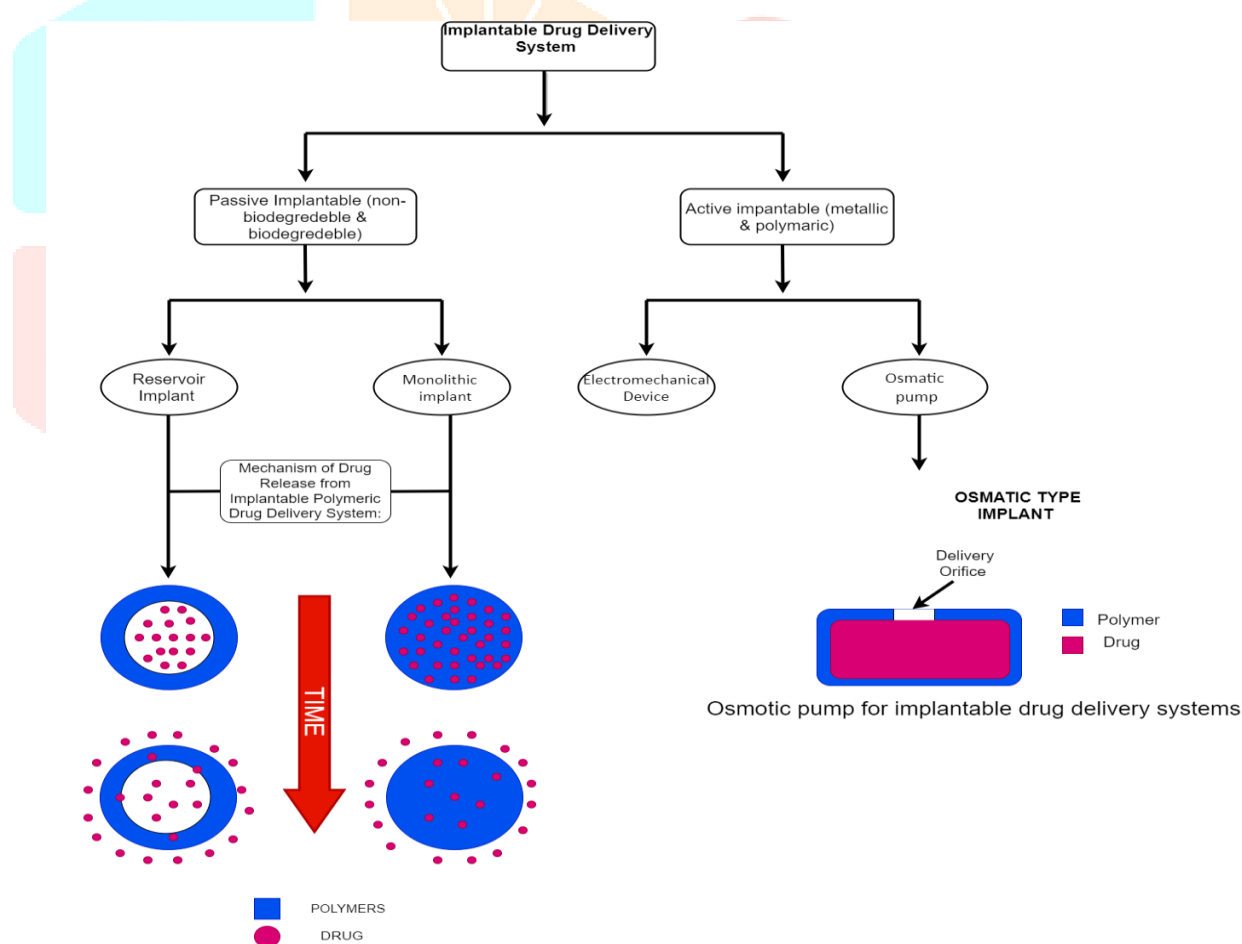 Implantable Drug Delivery
System
Passive Implantable (non-
biodegredeble &
biodegredeble)
Active impantable (metallic
& polymaric)
Reservoir
Implant
Monolithic
implant
Electromechanical
Device
Osmatic
pump
Mechanism of Drug
Release from
Implantable Polymeric
Drug Delivery System:
OSMATIC TYPE
IMPLANT
Delivery
Orifice
Polymer
Drug
Osmotic pump for implantable drug delivery systems
TIME
POLYMERS
DRUG